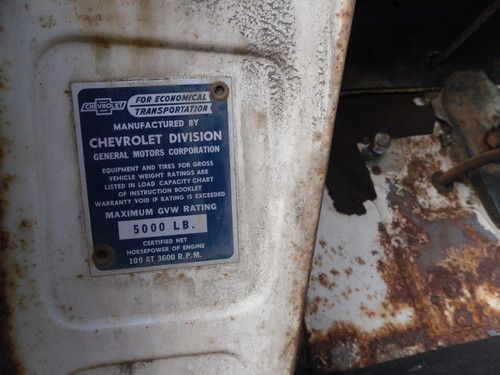 CHEVROLET
FOR ECONOMICAL
TRANSPORTATION
MANUFACTURED BY
CHEVROLET DIVISION
GENERAL MOTORS CORPORATION
EQUIPMENT AND TIRES FOR GROSS
VEHICLE WEIGHT RATINGS ARE
LISTED IN LOAD CAPACITY CHART
OF INSTRUCTION BOOKLET
WARRANTY VOID IF RATING IS EXCEEDED
MAXIMUM GVW RATING
5000 LB.
CERTIFIED NET
HORSEPOWER OF ENGINE
109 AT 3600 R.P.M.